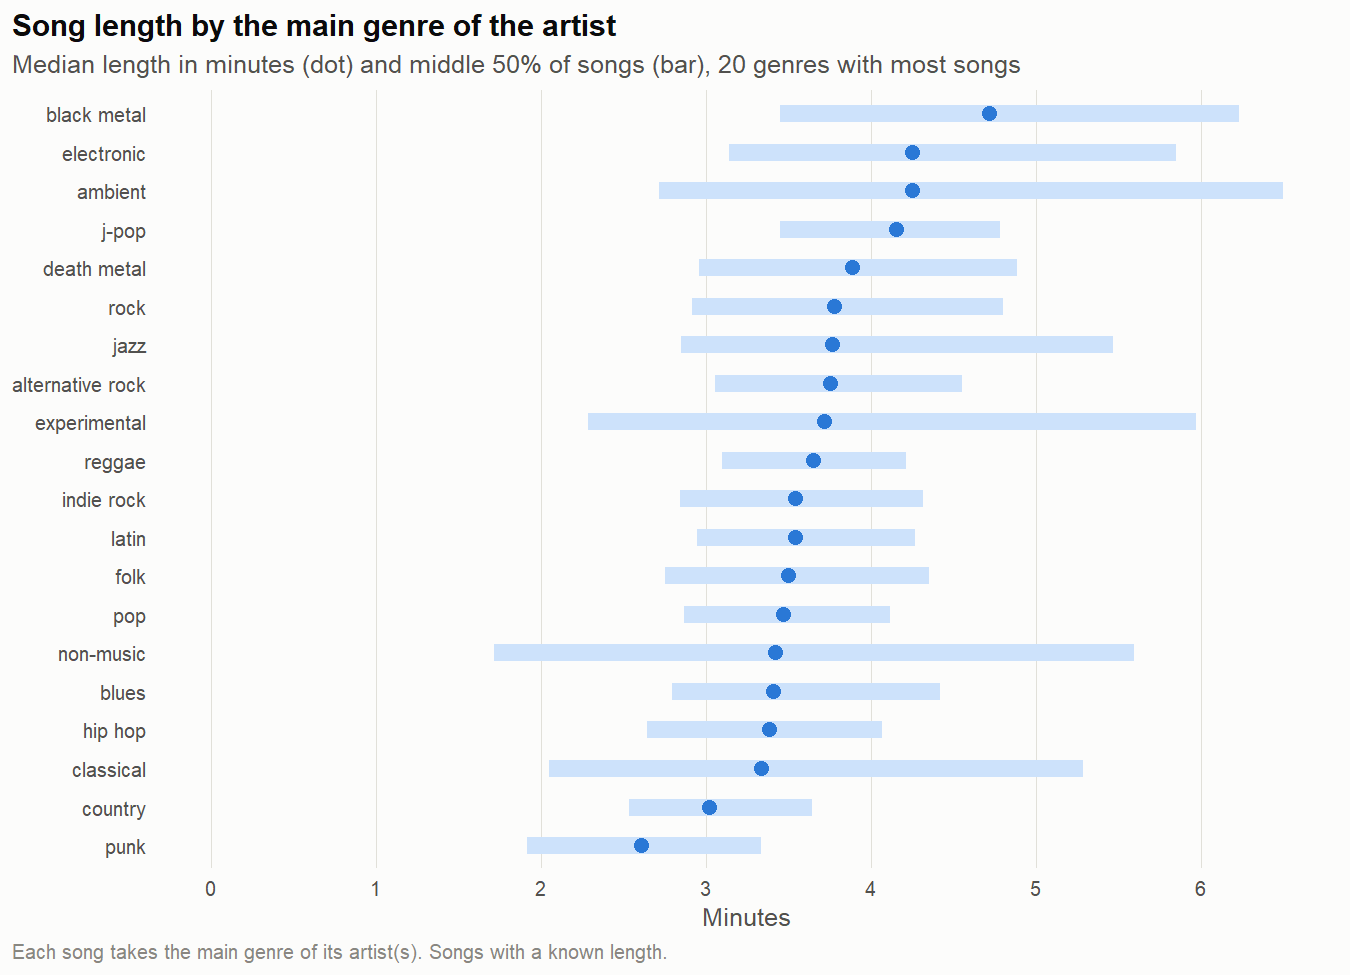 Song length by the main genre of the artist
Median length in minutes (dot) and middle 50% of songs (bar), 20 genres with most songs
black metal
electronic
ambient
j-pop
death metal
rock
jazz
alternative rock
experimental
reggae
indie rock
latin
folk
pop
non-music
blues
hip hop
classical
country
punk
0 1 2 3 4 5 6
Minutes
Each song takes the main genre of its artist(s). Songs with a known length.